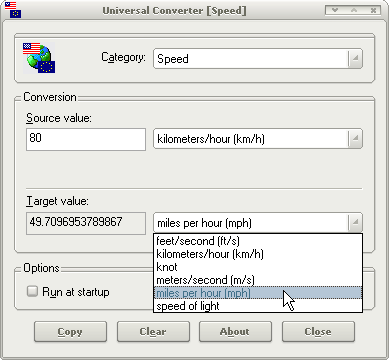 Universal Converter [Speed]
Category: Speed
Conversion
Source value:
80 kilometers/hour (km/h)
Target value:
49.7096953789867 miles per hour (mph)
feet/second (ft/s)
kilometers/hour (km/h)
knot
meters/second (m/s)
miles per hour (mph)
speed of light
Options
Run at startup
Copy Clear About Close